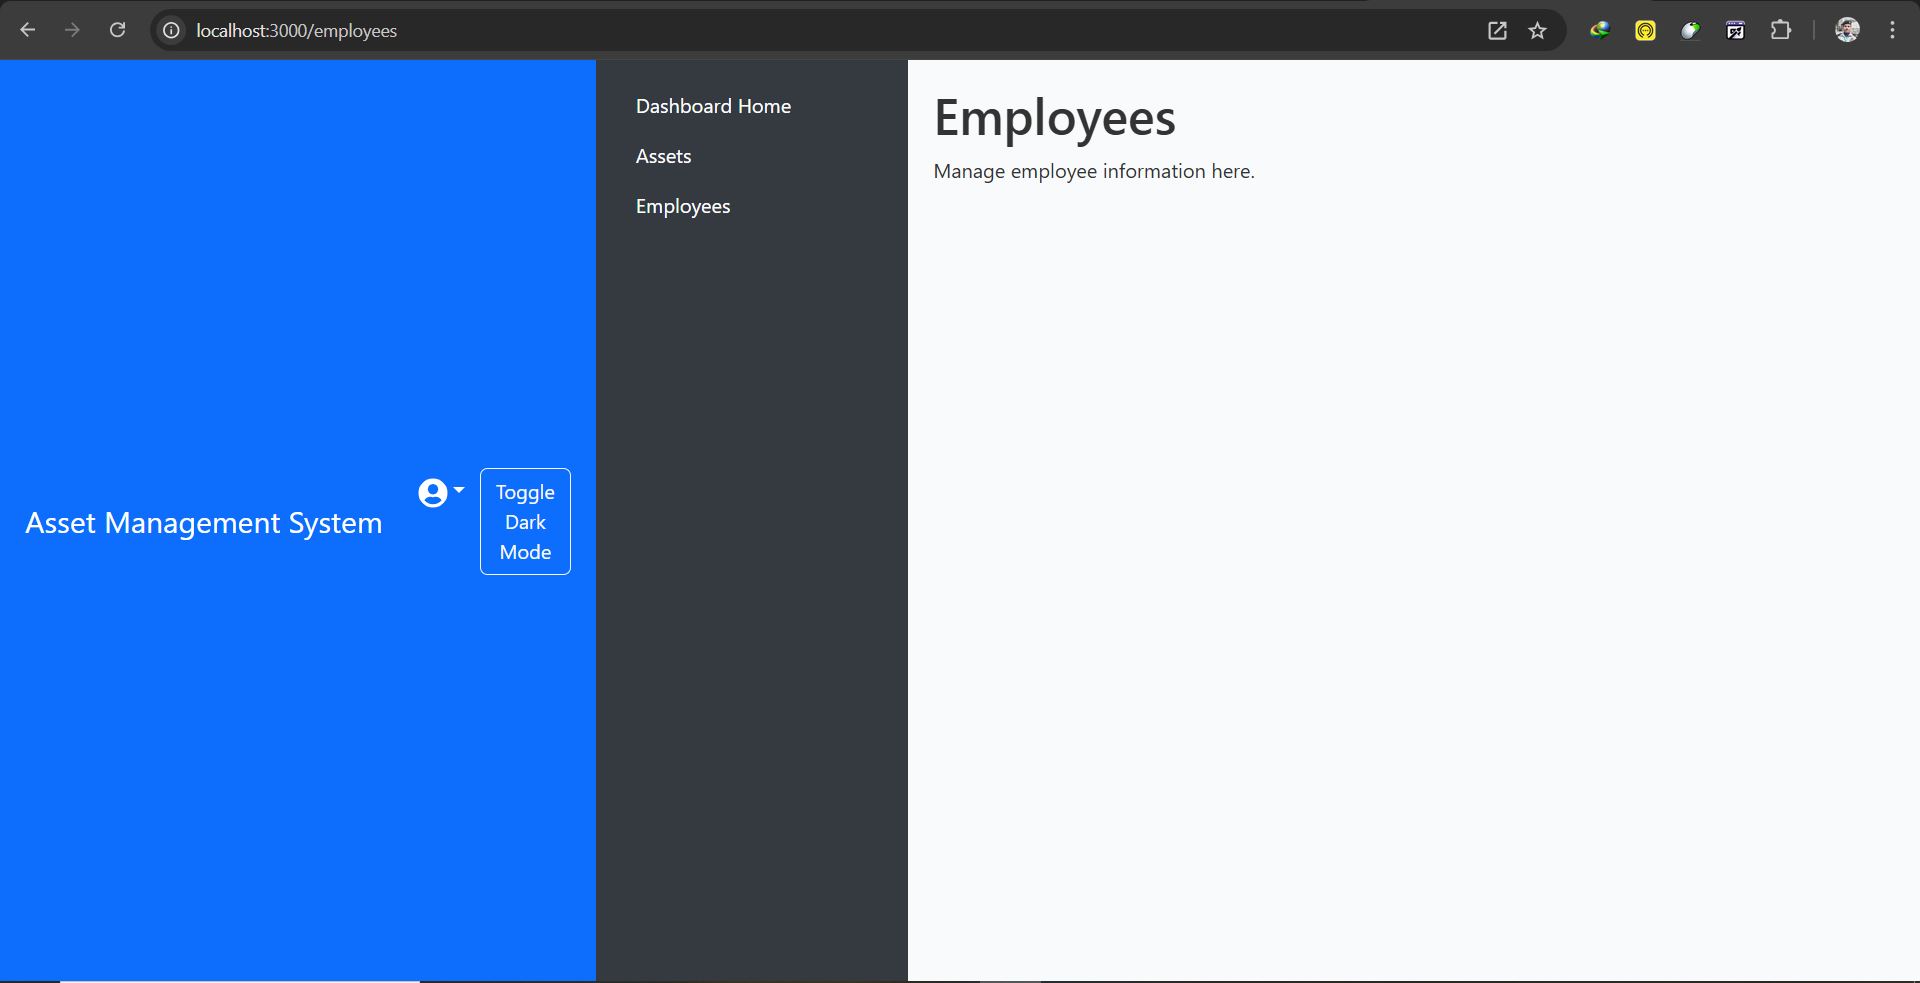 localhost:3000/employees
Asset Management System
Toggle
Dark
Mode
Dashboard Home
Assets
Employees
Employees
Manage employee information here.